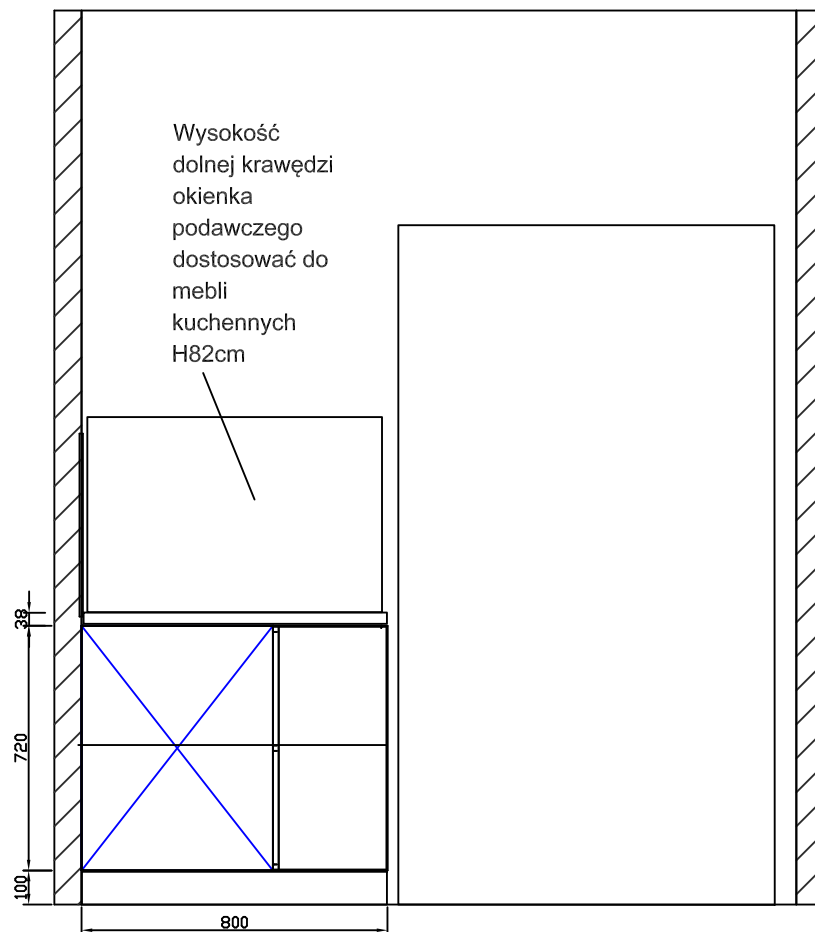 Wysokość
dolnej krawędzi
okienka
podawczego
dostosować do
mebli
kuchennych
H82cm
38
720
100
800